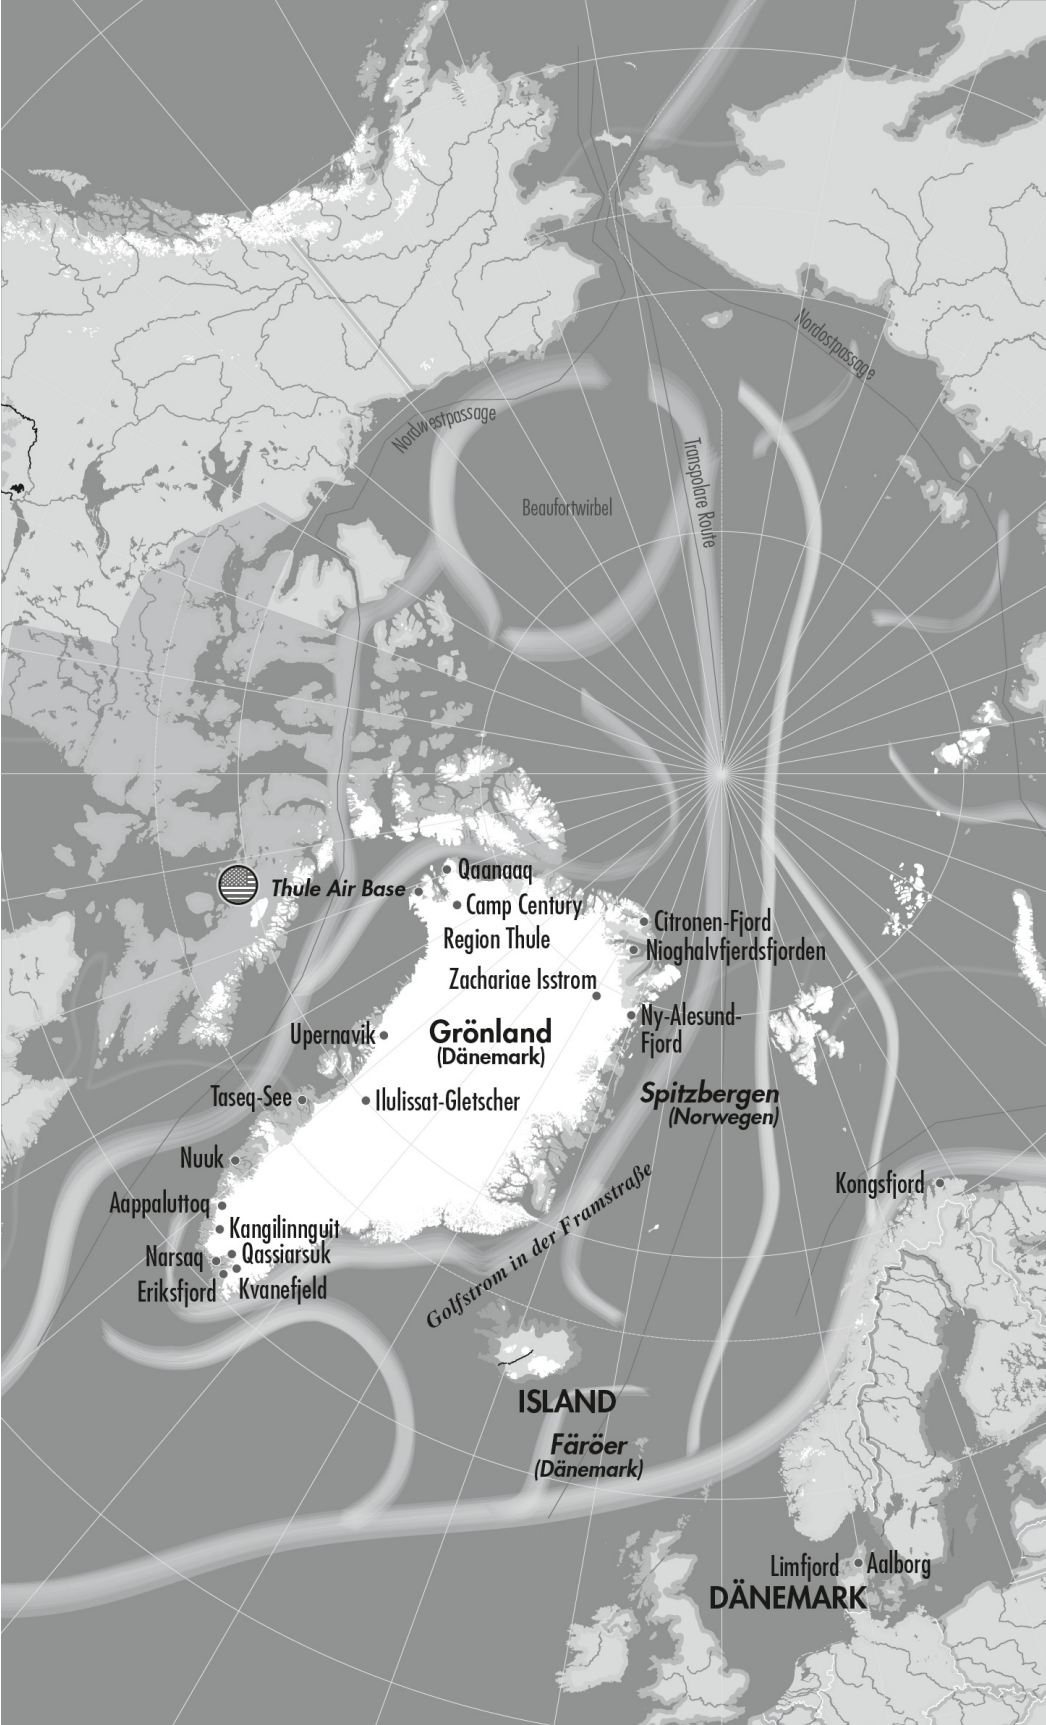 Nordostpassage
Nordwestpassage
Transpolare Route
Beaufortwirbel
Qaanaaq
Thule Air Base
Camp Century
Region Thule
Citronen-Fjord
Nioghalvfjerdsfjorden
Zachariae Isstrom
Ny-Alesund-
Fjord
Upernavik
Grönland
(Dänemark)
Taseq-See
Ilulissat-Gletscher
Spitzbergen
(Norwegen)
Nuuk
Kongsfjord
Aappaluttoq
Kangilinnguit
Narsaq
Qassiarsuk
Eriksfjord
Kvanefjeld
Golfstrom in der Framstraße
ISLAND
Färöer
(Dänemark)
Limfjord
Aalborg
DÄNEMARK